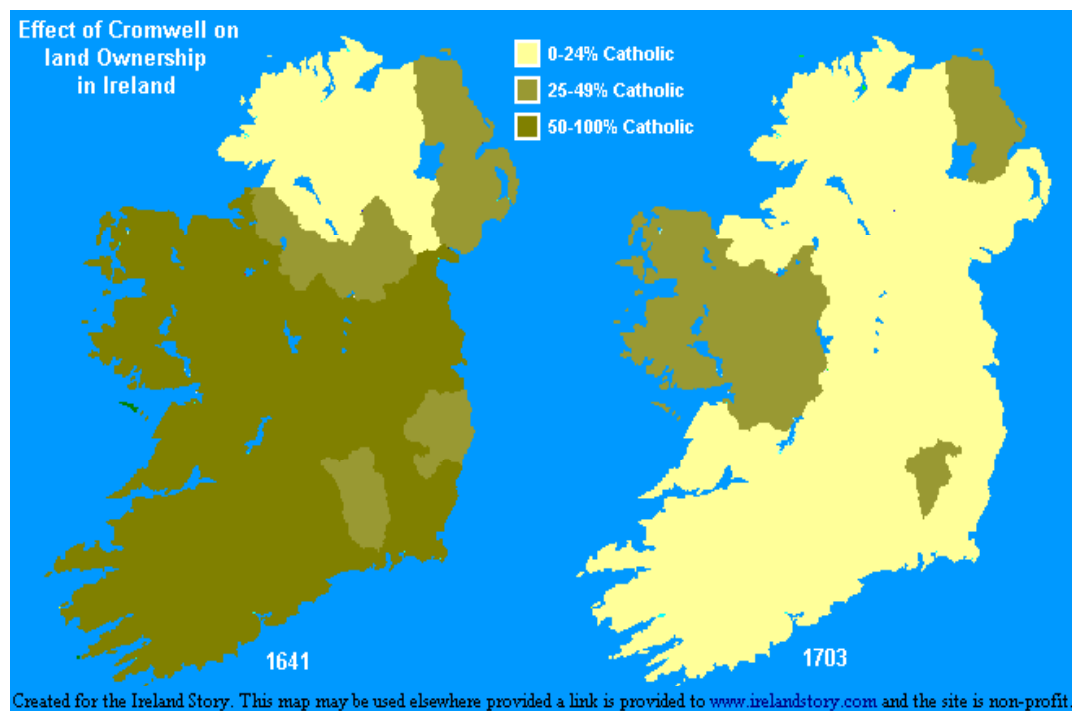 Effect of Cromwell on
land Ownership
in Ireland
0-24% Catholic
25-49% Catholic
50-100% Catholic
1641
1703
Created for the Ireland Story. This map may be used elsewhere provided a link is provided to www.irelandstory.com and the site is non-profit.